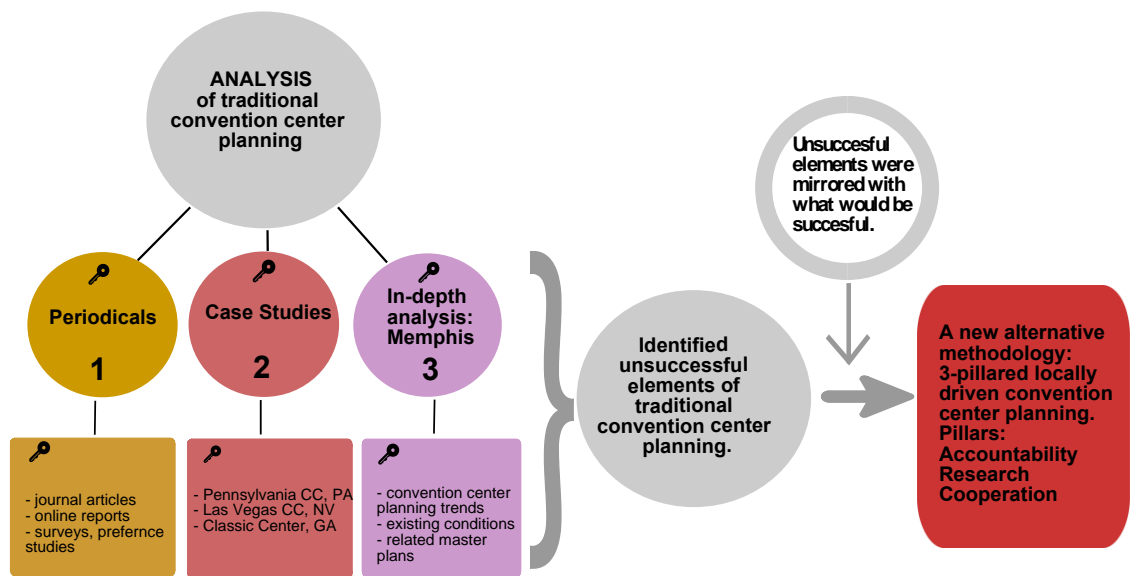 ANALYSIS
of traditional
convention center
planning
Periodicals
1
Case Studies
2
In-depth
analysis:
Memphis
3
- journal articles
- online reports
- surveys, prefernce
studies
- Pennsylvania CC, PA
- Las Vegas CC, NV
- Classic Center, GA
- convention center
planning trends
- existing conditions
- related master
plans
Identified
unsuccessful
elements of
traditional
convention center
planning.
Unsuccesful
elements were
mirrored with
what would be
succesful.
A new alternative
methodology:
3-pillared locally
driven convention
center planning.
Pillars:
Accountability
Research
Cooperation